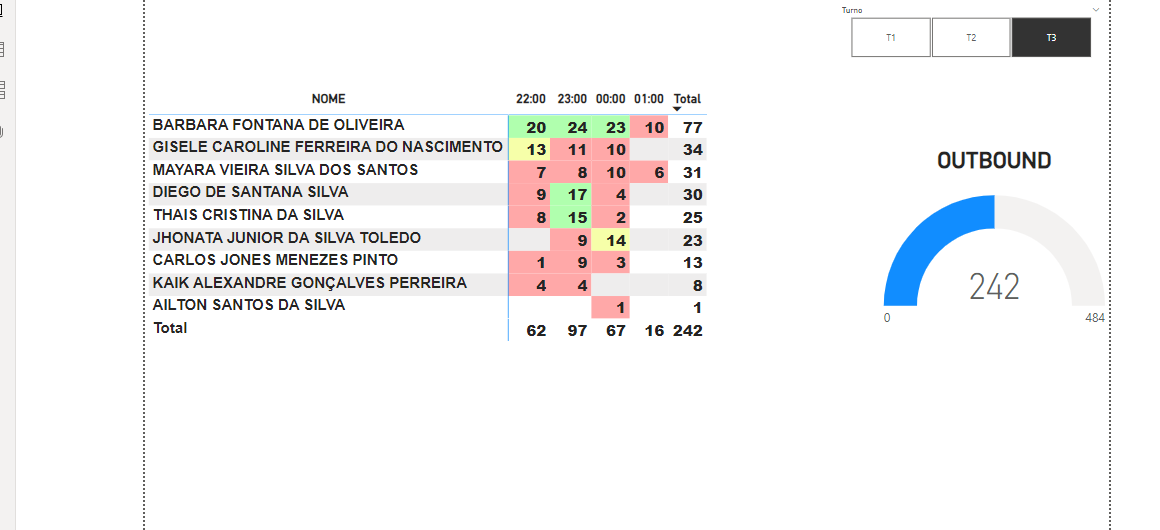 Turno
T1 T2 T3
NOME 22:00 23:00 00:00 01:00 Total
BARBARA FONTANA DE OLIVEIRA 20 24 23 10 77
GISELE CAROLINE FERREIRA DO NASCIMENTO 13 11 10 34
MAYARA VIEIRA SILVA DOS SANTOS 7 8 10 6 31
DIEGO DE SANTANA SILVA 9 17 4 30
THAIS CRISTINA DA SILVA 8 15 2 25
JHONATA JUNIOR DA SILVA TOLEDO 9 14 23
CARLOS JONES MENEZES PINTO 1 9 3 13
KAIK ALEXANDRE GONÇALVES PERREIRA 4 4 8
AILTON SANTOS DA SILVA 1 1
Total 62 97 67 16 242
OUTBOUND
242
0 484